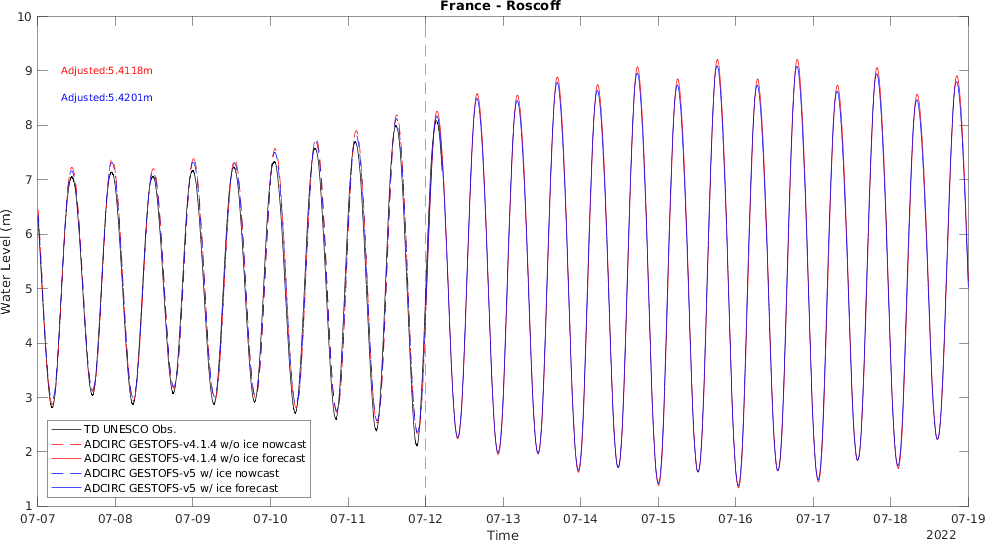 France - Roscoff
10
9
8
7
6
5
4
3
2
1
Water Level (m)
Adjusted:5.4118m
Adjusted:5.4201m
TD UNESCO Obs.
ADCIRC GESTOFS-v4.1.4 w/o ice nowcast
ADCIRC GESTOFS-v4.1.4 w/o ice forecast
ADCIRC GESTOFS-v5 w/ ice nowcast
ADCIRC GESTOFS-v5 w/ ice forecast
07-07 07-08 07-09 07-10 07-11 07-12 07-13 07-14 07-15 07-16 07-17 07-18 07-19
Time
2022